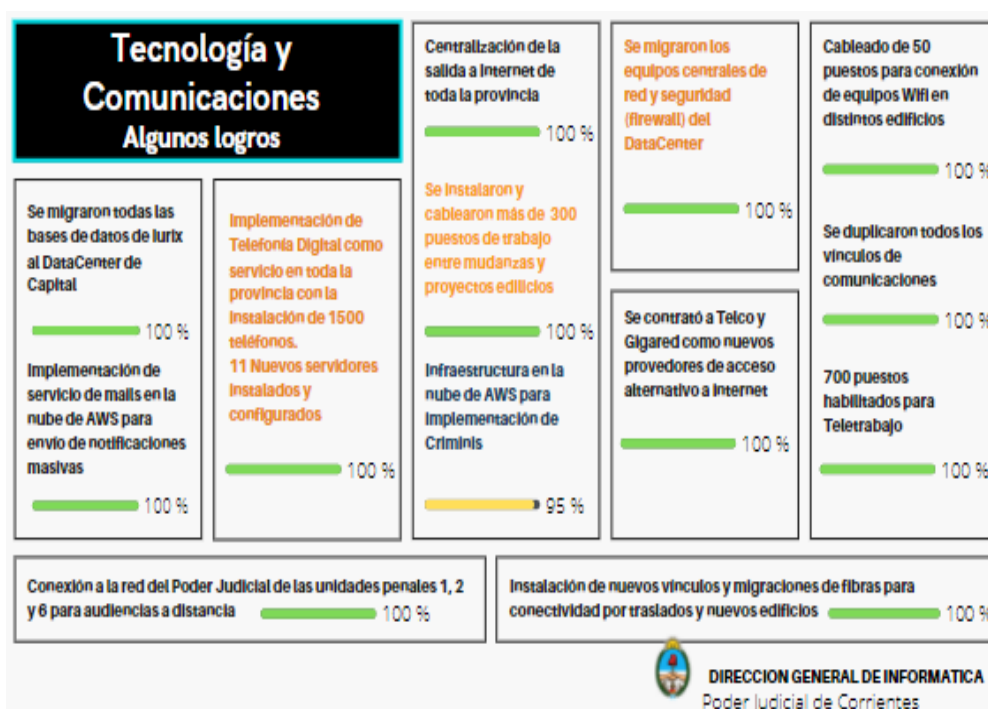 Tecnología y
Comunicaciones
Algunos logros
Se migraron todas las
bases de datos de Iurix
al DataCenter de
Capital
100 %
Implementación de
servicio de mails en la
nube de AWS para
envío de notificaciones
masivas
100 %
Implementación de
Telefonía Digital como
servicio en toda la
provincia con la
instalación de 1500
teléfonos.
11 Nuevos servidores
instalados y
configurados
100 %
Centralización de la
salida a Internet de
toda la provincia
100 %
Se instalaron y
cablearon más de 300
puestos de trabajo
entre mudanzas y
proyectos edilicios
100 %
Infraestructura en la
nube de AWS para
implementación de
Criminis
95 %
Se migraron los
equipos centrales de
red y seguridad
(firewall) del
DataCenter
100 %
Se contrató a Telco y
Gigared como nuevos
provedores de acceso
alternativo a Internet
100 %
Cableado de 50
puestos para conexión
de equipos Wifi en
distintos edificios
100 %
Se duplicaron todos los
vínculos de
comunicaciones
100 %
700 puestos
habilitados para
Teletrabajo
100 %
Conexión a la red del Poder Judicial de las unidades penales 1, 2
y 6 para audiencias a distancia 100 %
Instalación de nuevos vínculos y migraciones de fibras para
conectividad por traslados y nuevos edificios 100 %
DIRECCION GENERAL DE INFORMATICA
Poder Judicial de Corrientes